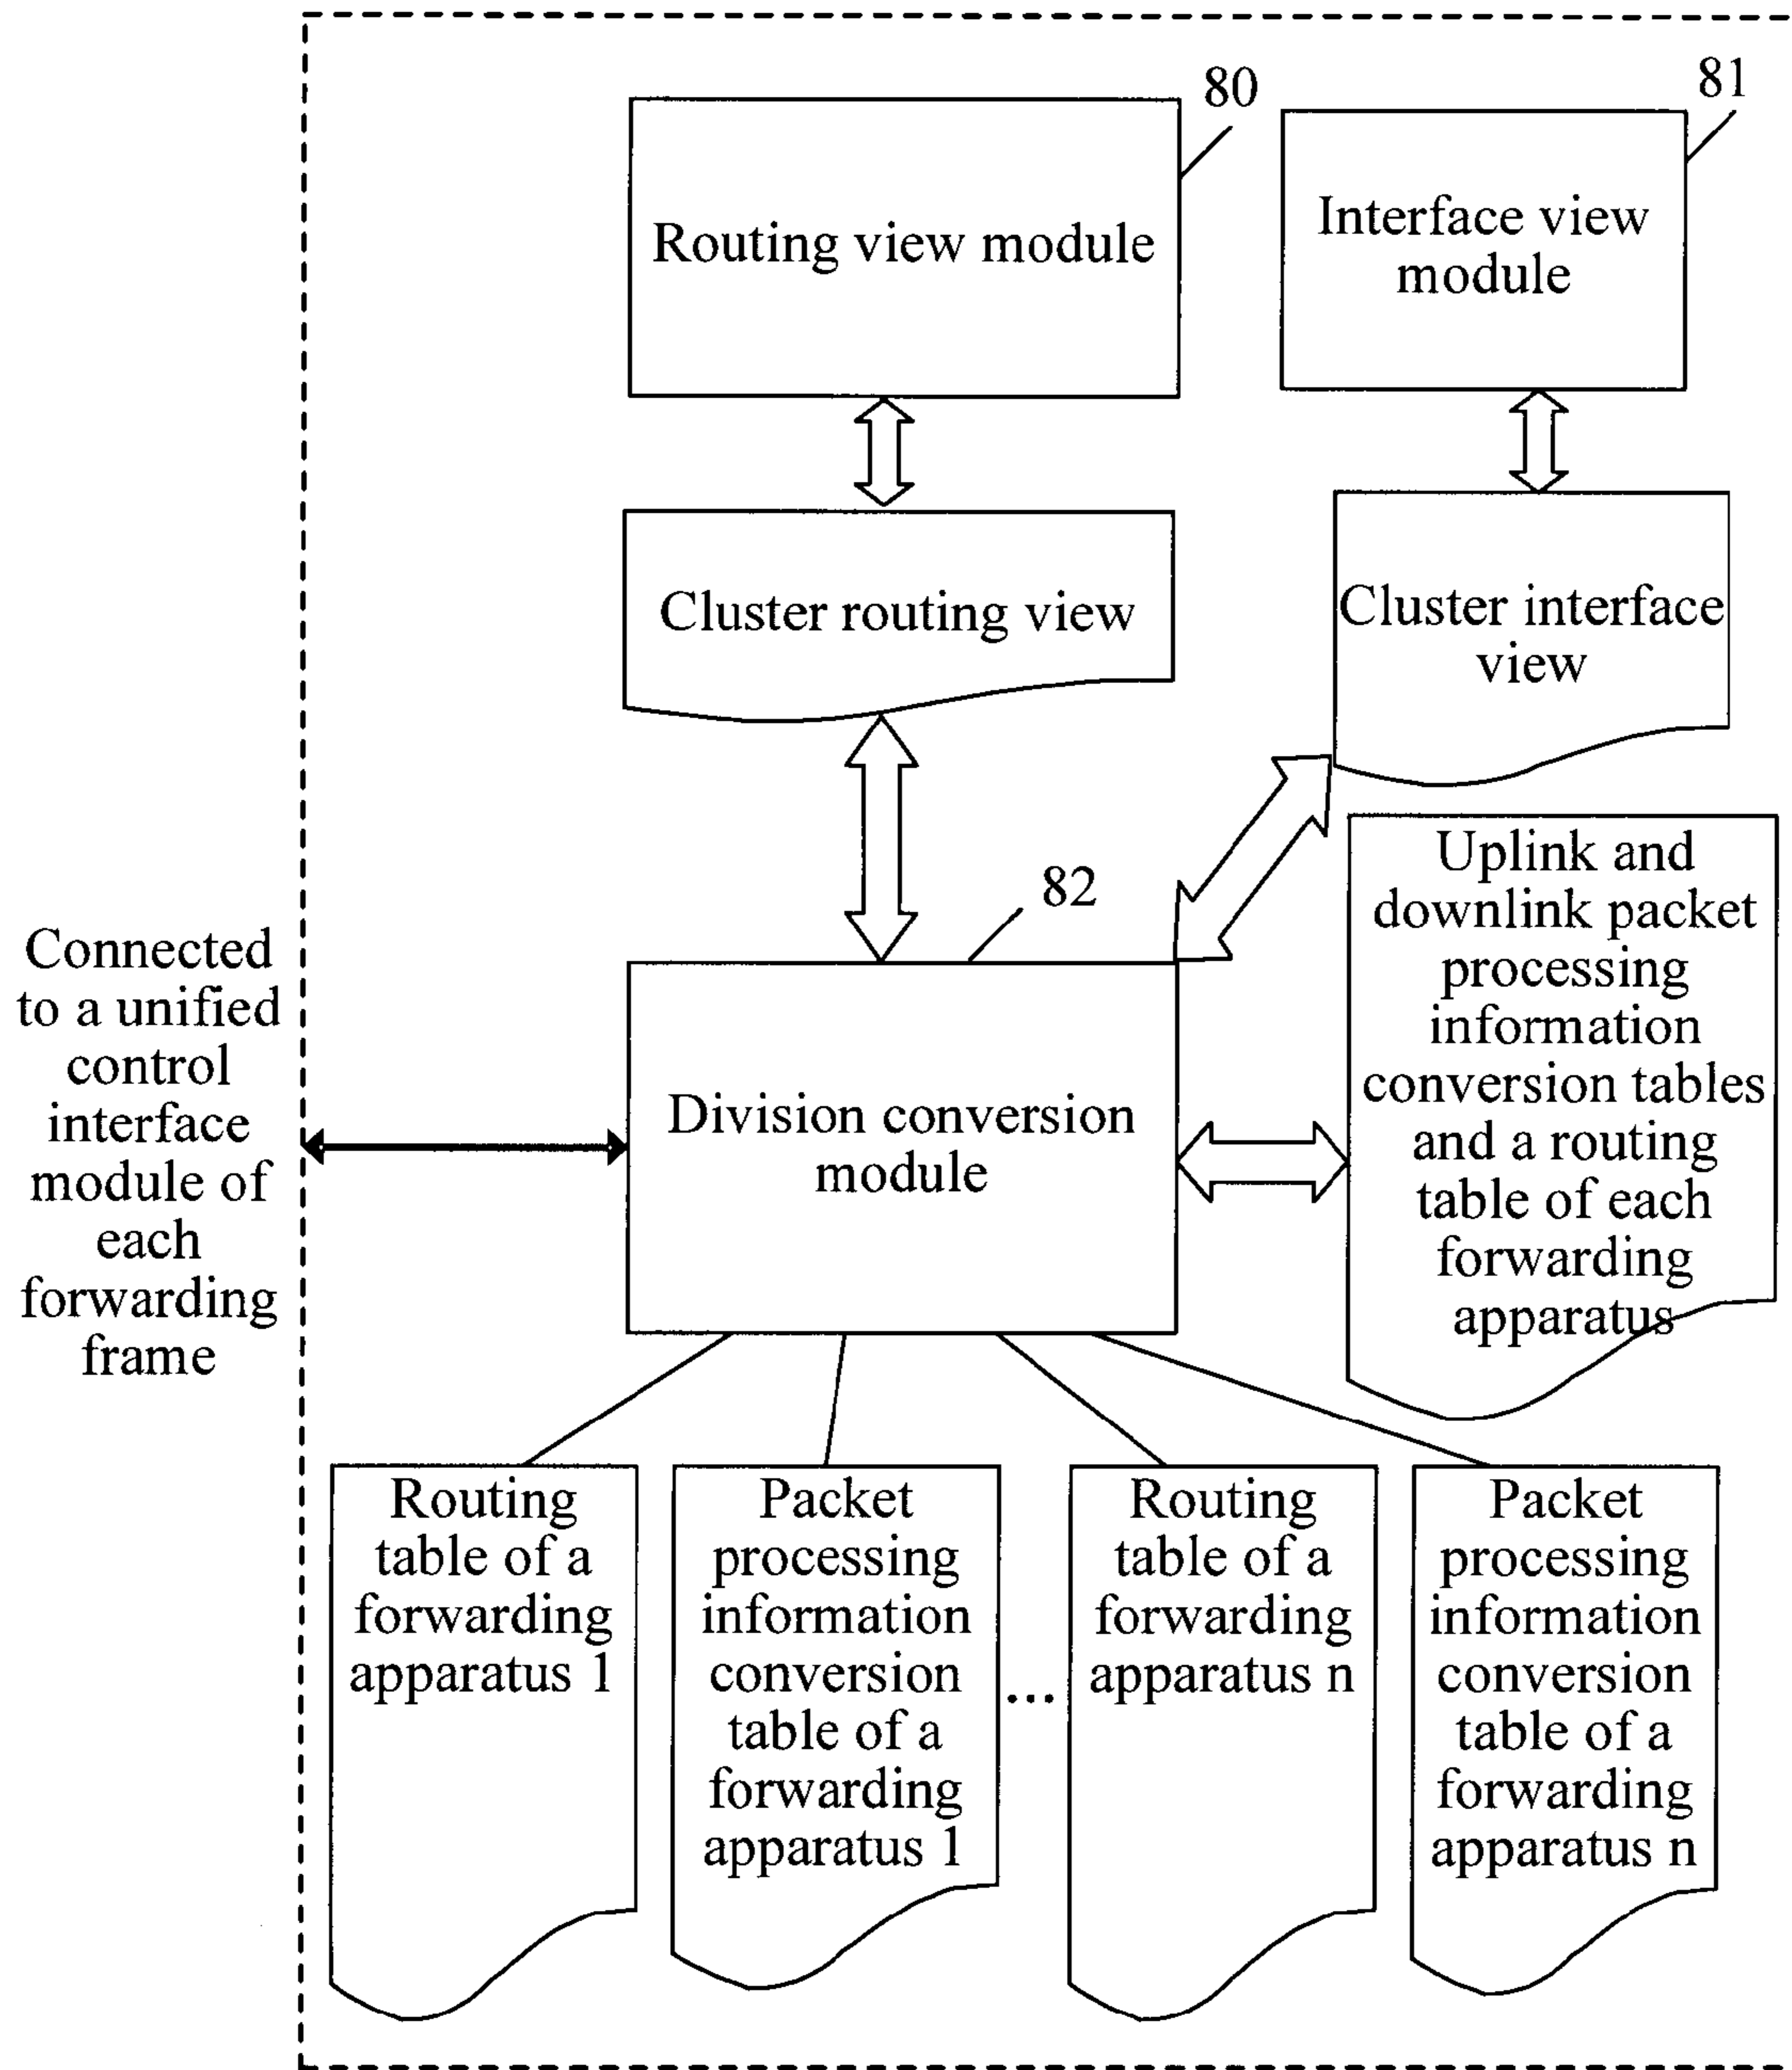 80
81
Routing view module
Interface view
module
Cluster routing view
Cluster interface
view
82
Connected
to a unified
control
interface
module of
each
forwarding
frame
Division conversion
module
Uplink and
downlink packet
processing
information
conversion tables
and a routing
table of each
forwarding
apparatus
Routing
table of a
forwarding
apparatus 1
Packet
processing
information
conversion
table of a
forwarding
apparatus 1
...
Routing
table of a
forwarding
apparatus n
Packet
processing
information
conversion
table of a
forwarding
apparatus n